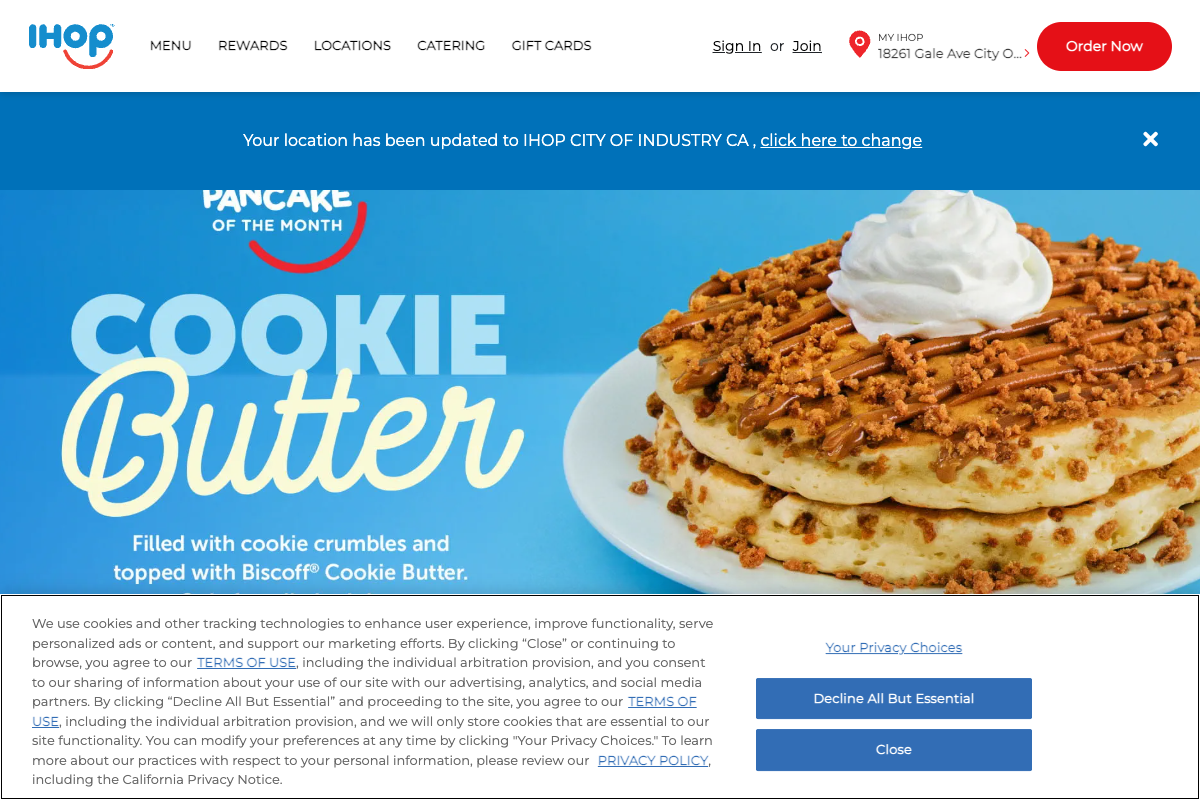 IHOP
MENU
REWARDS
LOCATIONS
CATERING
GIFT CARDS
Sign In or Join
MY IHOP
18261 Gale Ave City O...
Order Now
Your location has been updated to IHOP CITY OF INDUSTRY CA , click here to change
PANCAKE
OF THE MONTH
COOKIE
Butter
Filled with cookie crumbles and
topped with Biscoff® Cookie Butter.
We use cookies and other tracking technologies to enhance user experience, improve functionality, serve
personalized ads or content, and support our marketing efforts. By clicking “Close” or continuing to
browse, you agree to our TERMS OF USE, including the individual arbitration provision, and you consent
to our sharing of information about your use of our site with our advertising, analytics, and social media
partners. By clicking “Decline All But Essential” and proceeding to the site, you agree to our TERMS OF
USE, including the individual arbitration provision, and we will only store cookies that are essential to our
site functionality. You can modify your preferences at any time by clicking "Your Privacy Choices." To learn
more about our practices with respect to your personal information, please review our PRIVACY POLICY,
including the California Privacy Notice.
Your Privacy Choices
Decline All But Essential
Close